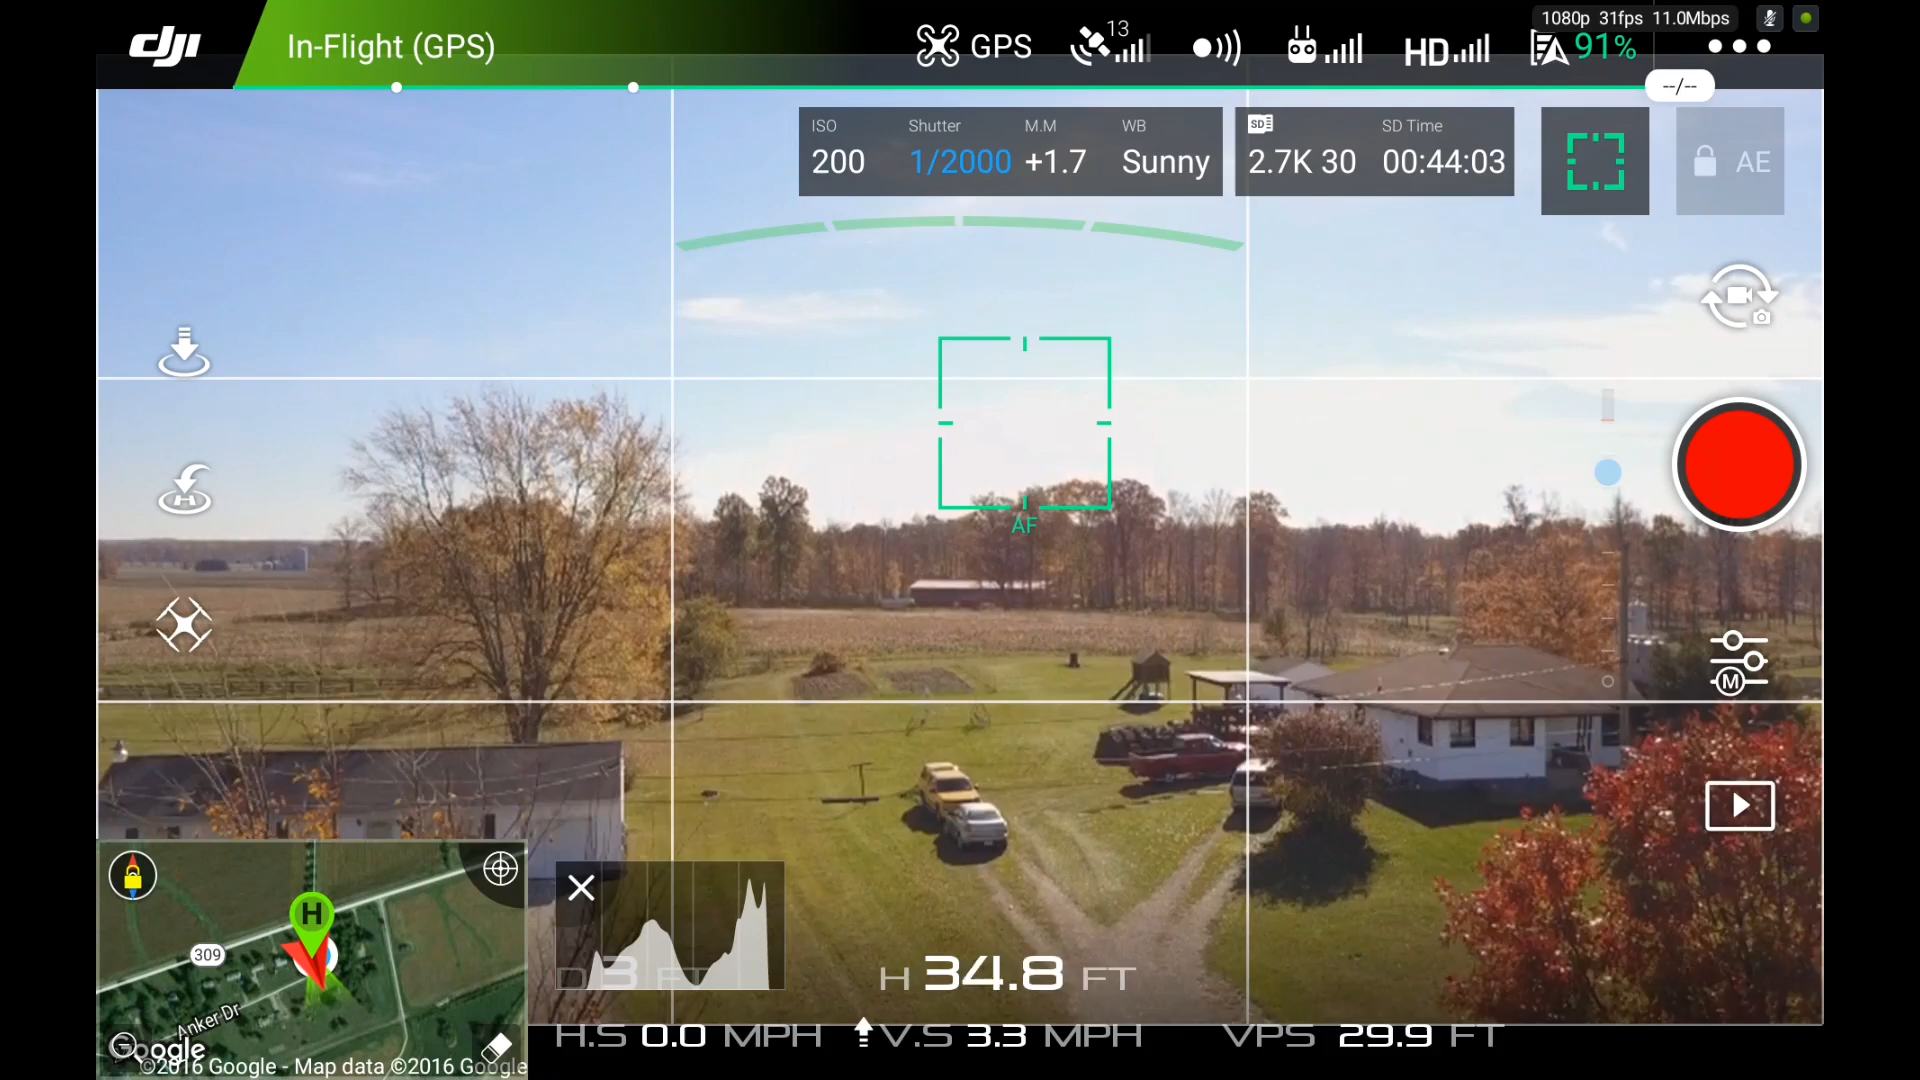 1080p 31fps 11.0Mbps
dji In-Flight (GPS) GPS 13 HD 91%
--/--
ISO Shutter M.M WB SD SD Time
200 1/2000 +1.7 Sunny 2.7K 30 00:44:03 AE
AF
M
H
309
Anker Dr
D 3 FT H 34.8 FT
H.S 0.0 MPH V.S 3.3 MPH VPS 29.9 FT
Google
©2016 Google - Map data ©2016 Google